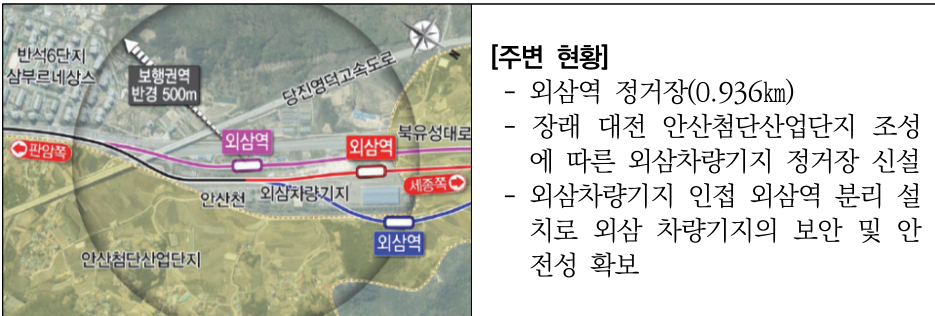 반석6단지
삼부르네상스
보행권역
반경 500m
당진영덕고속도로
N
외삼역
외삼역
북유성대로
판암쪽
세종쪽
안산천
외삼차량기지
외삼역
안산첨단산업단지
[주변 현황]
- 외삼역 정거장(0.936㎞)
- 장래 대전 안산첨단산업단지 조성
에 따른 외삼차량기지 정거장 신설
- 외삼차량기지 인접 외삼역 분리 설
치로 외삼 차량기지의 보안 및 안
전성 확보